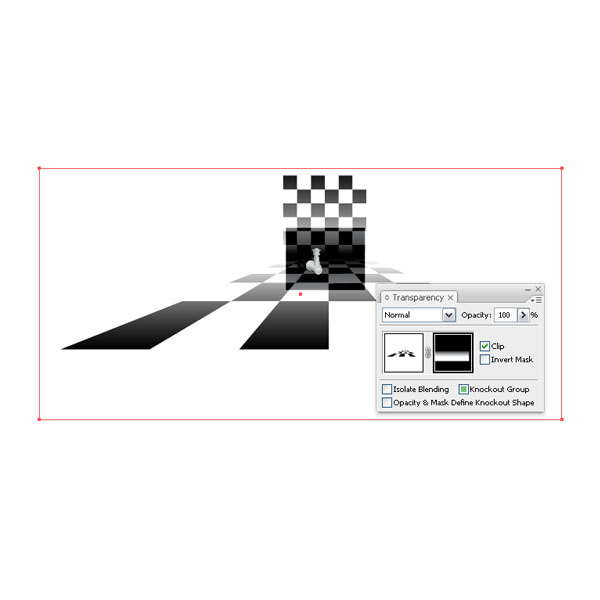 Transparency
Normal Opacity: 100 %
Clip
Invert Mask
Isolate Blending Knockout Group
Opacity & Mask Define Knockout Shape